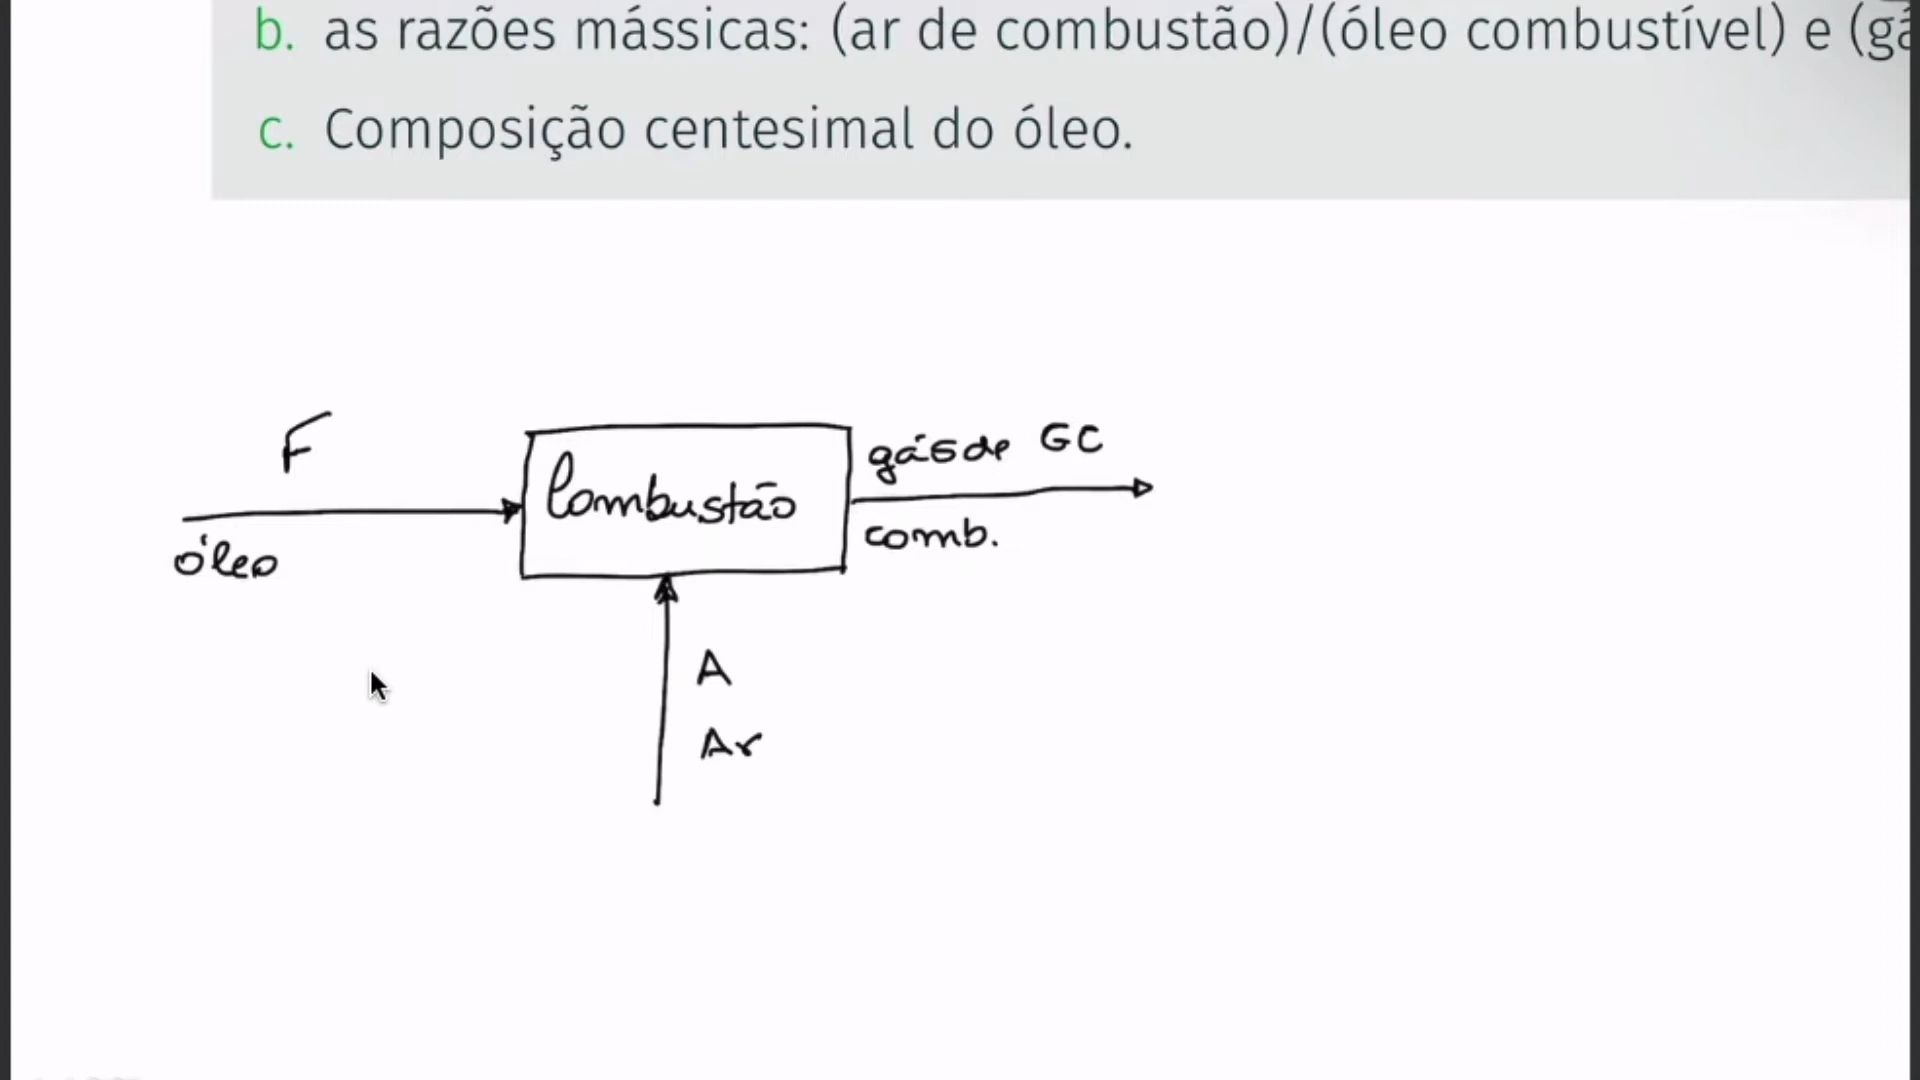 b. as razões mássicas: (ar de combustão)/(óleo combustível) e
c. Composição centesimal do óleo.
F
óleo
Combustão
gás de GC
comb.
A
Ar